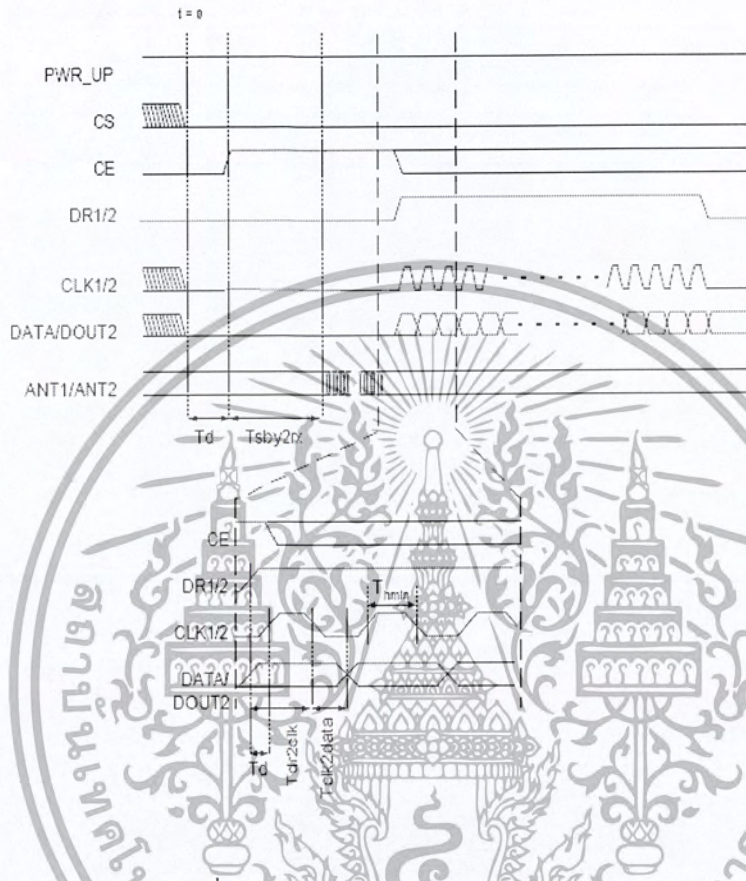 t = 0
PWR_UP
CS
CE
DR1/2
CLK1/2
DATA/DOUT2
ANT1/ANT2
Td
CE
DR1/2
Thmin
CLK1/2
DATA/
DOUT2
Td
Tdr2clk
Tclk2data